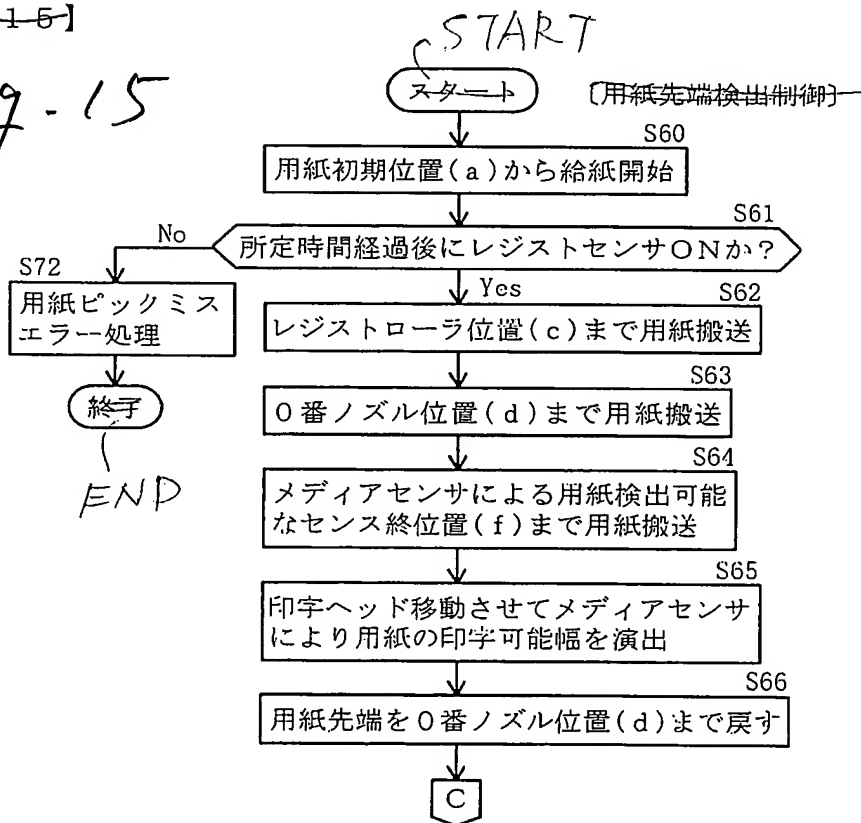 15】
START
g-15
スタート
〔用紙先端検出制御〕
S60
用紙初期位置(a)から給紙開始
S61
No
所定時間経過後にレジストセンサONか?
S72
Yes
S62
用紙ピックミス
エラー処理
レジストローラ位置(c)まで用紙搬送
S63
終了
0番ノズル位置(d)まで用紙搬送
END
S64
メディアセンサによる用紙検出可能
なセンス終位置(f)まで用紙搬送
S65
印字ヘッド移動させてメディアセンサ
により用紙の印字可能幅を演出
S66
用紙先端を0番ノズル位置(d)まで戻す
C